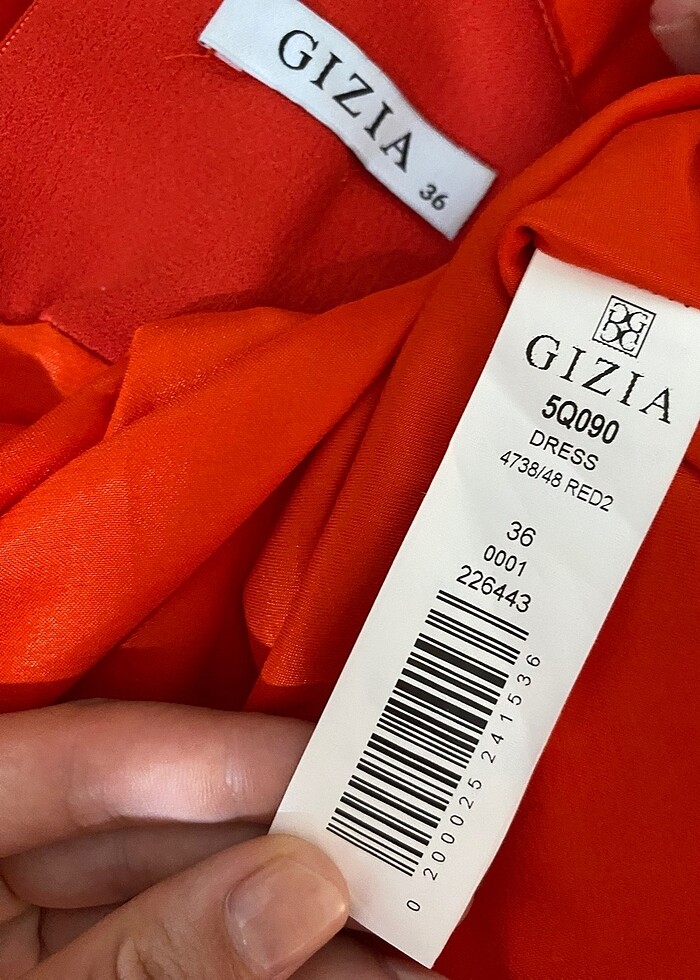 GIZIA
36
GIZIA
5Q090
DRESS
4738/48 RED2
36
0001
226443
0 200025 241536